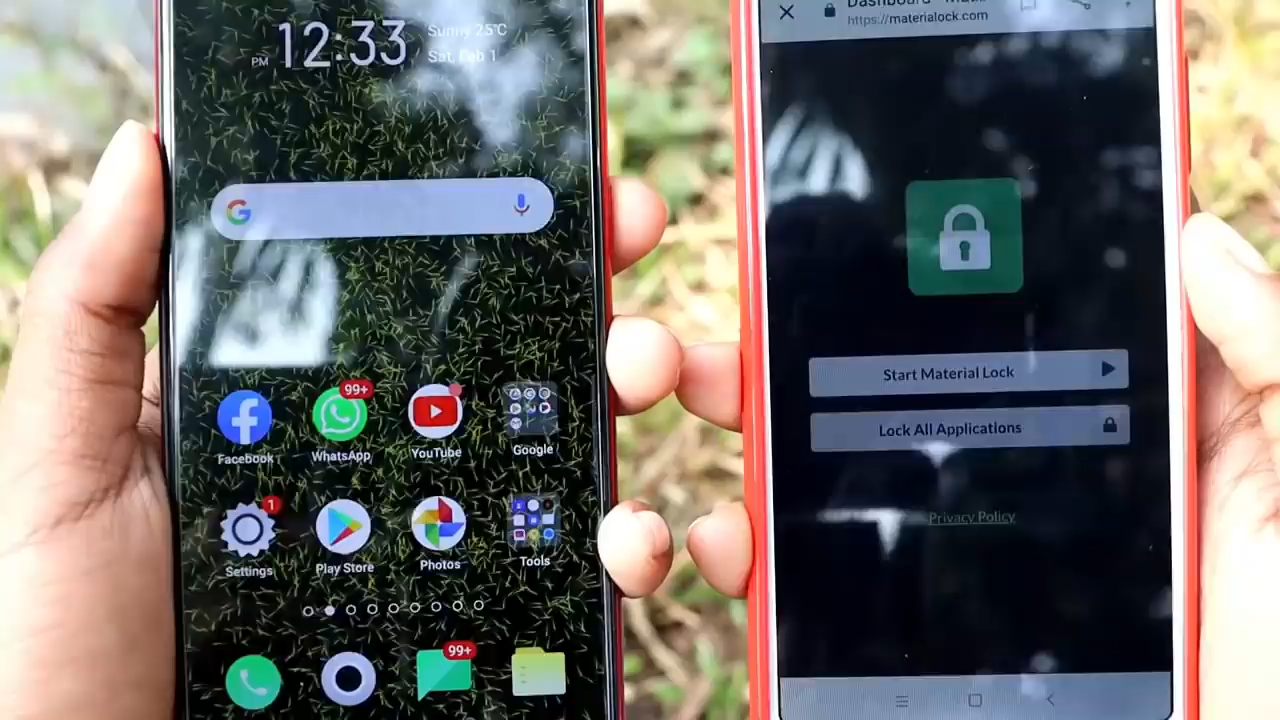 PM 12:33
Sunny 25°C
Sat, Feb 1
99+
Facebook
WhatsApp
YouTube
Google
1
Settings
Play Store
Photos
Tools
99+
Dashboard
https://materialock.com
Start Material Lock
Lock All Applications
Privacy Policy